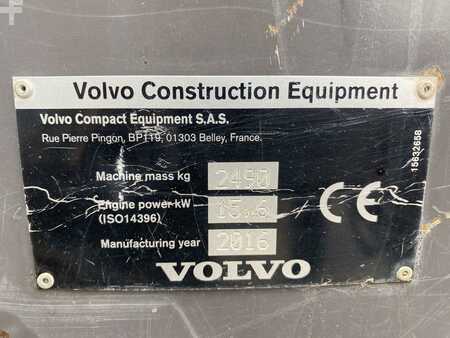 Volvo Construction Equipment
Volvo Compact Equipment S.A.S.
Rue Pierre Pingon, BP119, 01303 Belley, France.
Machine mass kg 2490
Engine power kW 15.6
(ISO14396)
Manufacturing year 2016
VOLVO
CE
15632658